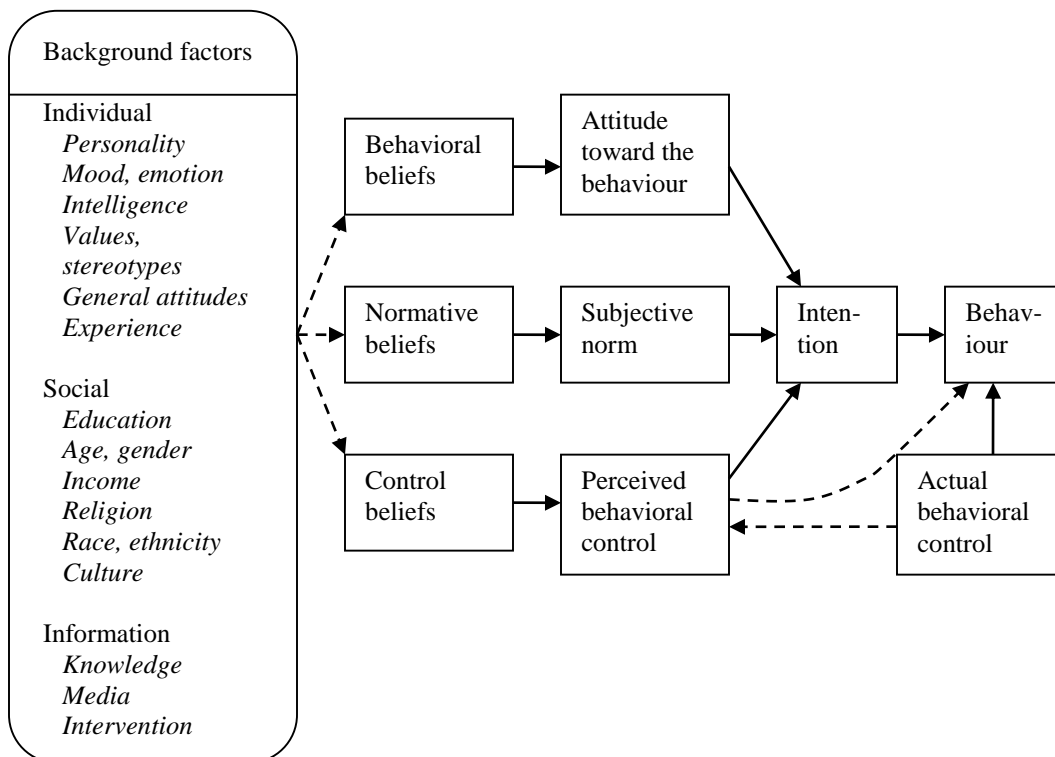 Background factors
Individual
Personality
Mood, emotion
Intelligence
Values,
stereotypes
General attitudes
Experience
Social
Education
Age, gender
Income
Religion
Race, ethnicity
Culture
Information
Knowledge
Media
Intervention
Behavioral
beliefs
Attitude
toward the
behaviour
Normative
beliefs
Subjective
norm
Inten-
tion
Behav-
iour
Control
beliefs
Perceived
behavioral
control
Actual
behavioral
control